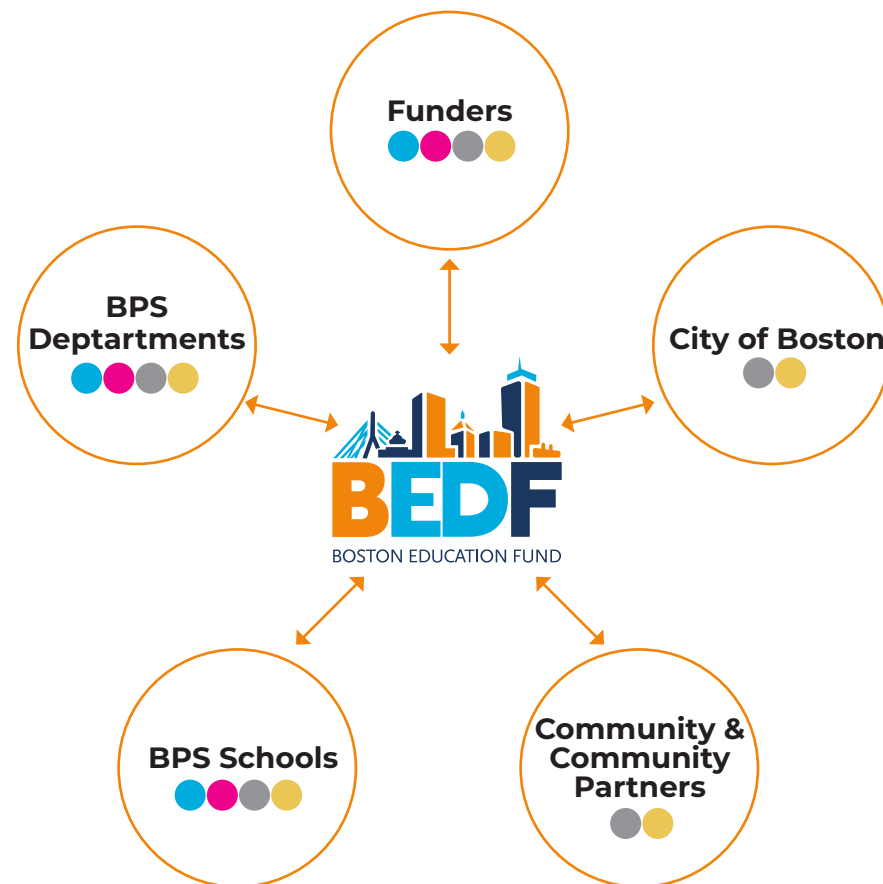 Funders
BPS
Deptartments
City of Boston
BEDF
BOSTON EDUCATION FUND
BPS Schools
Community &
Community
Partners